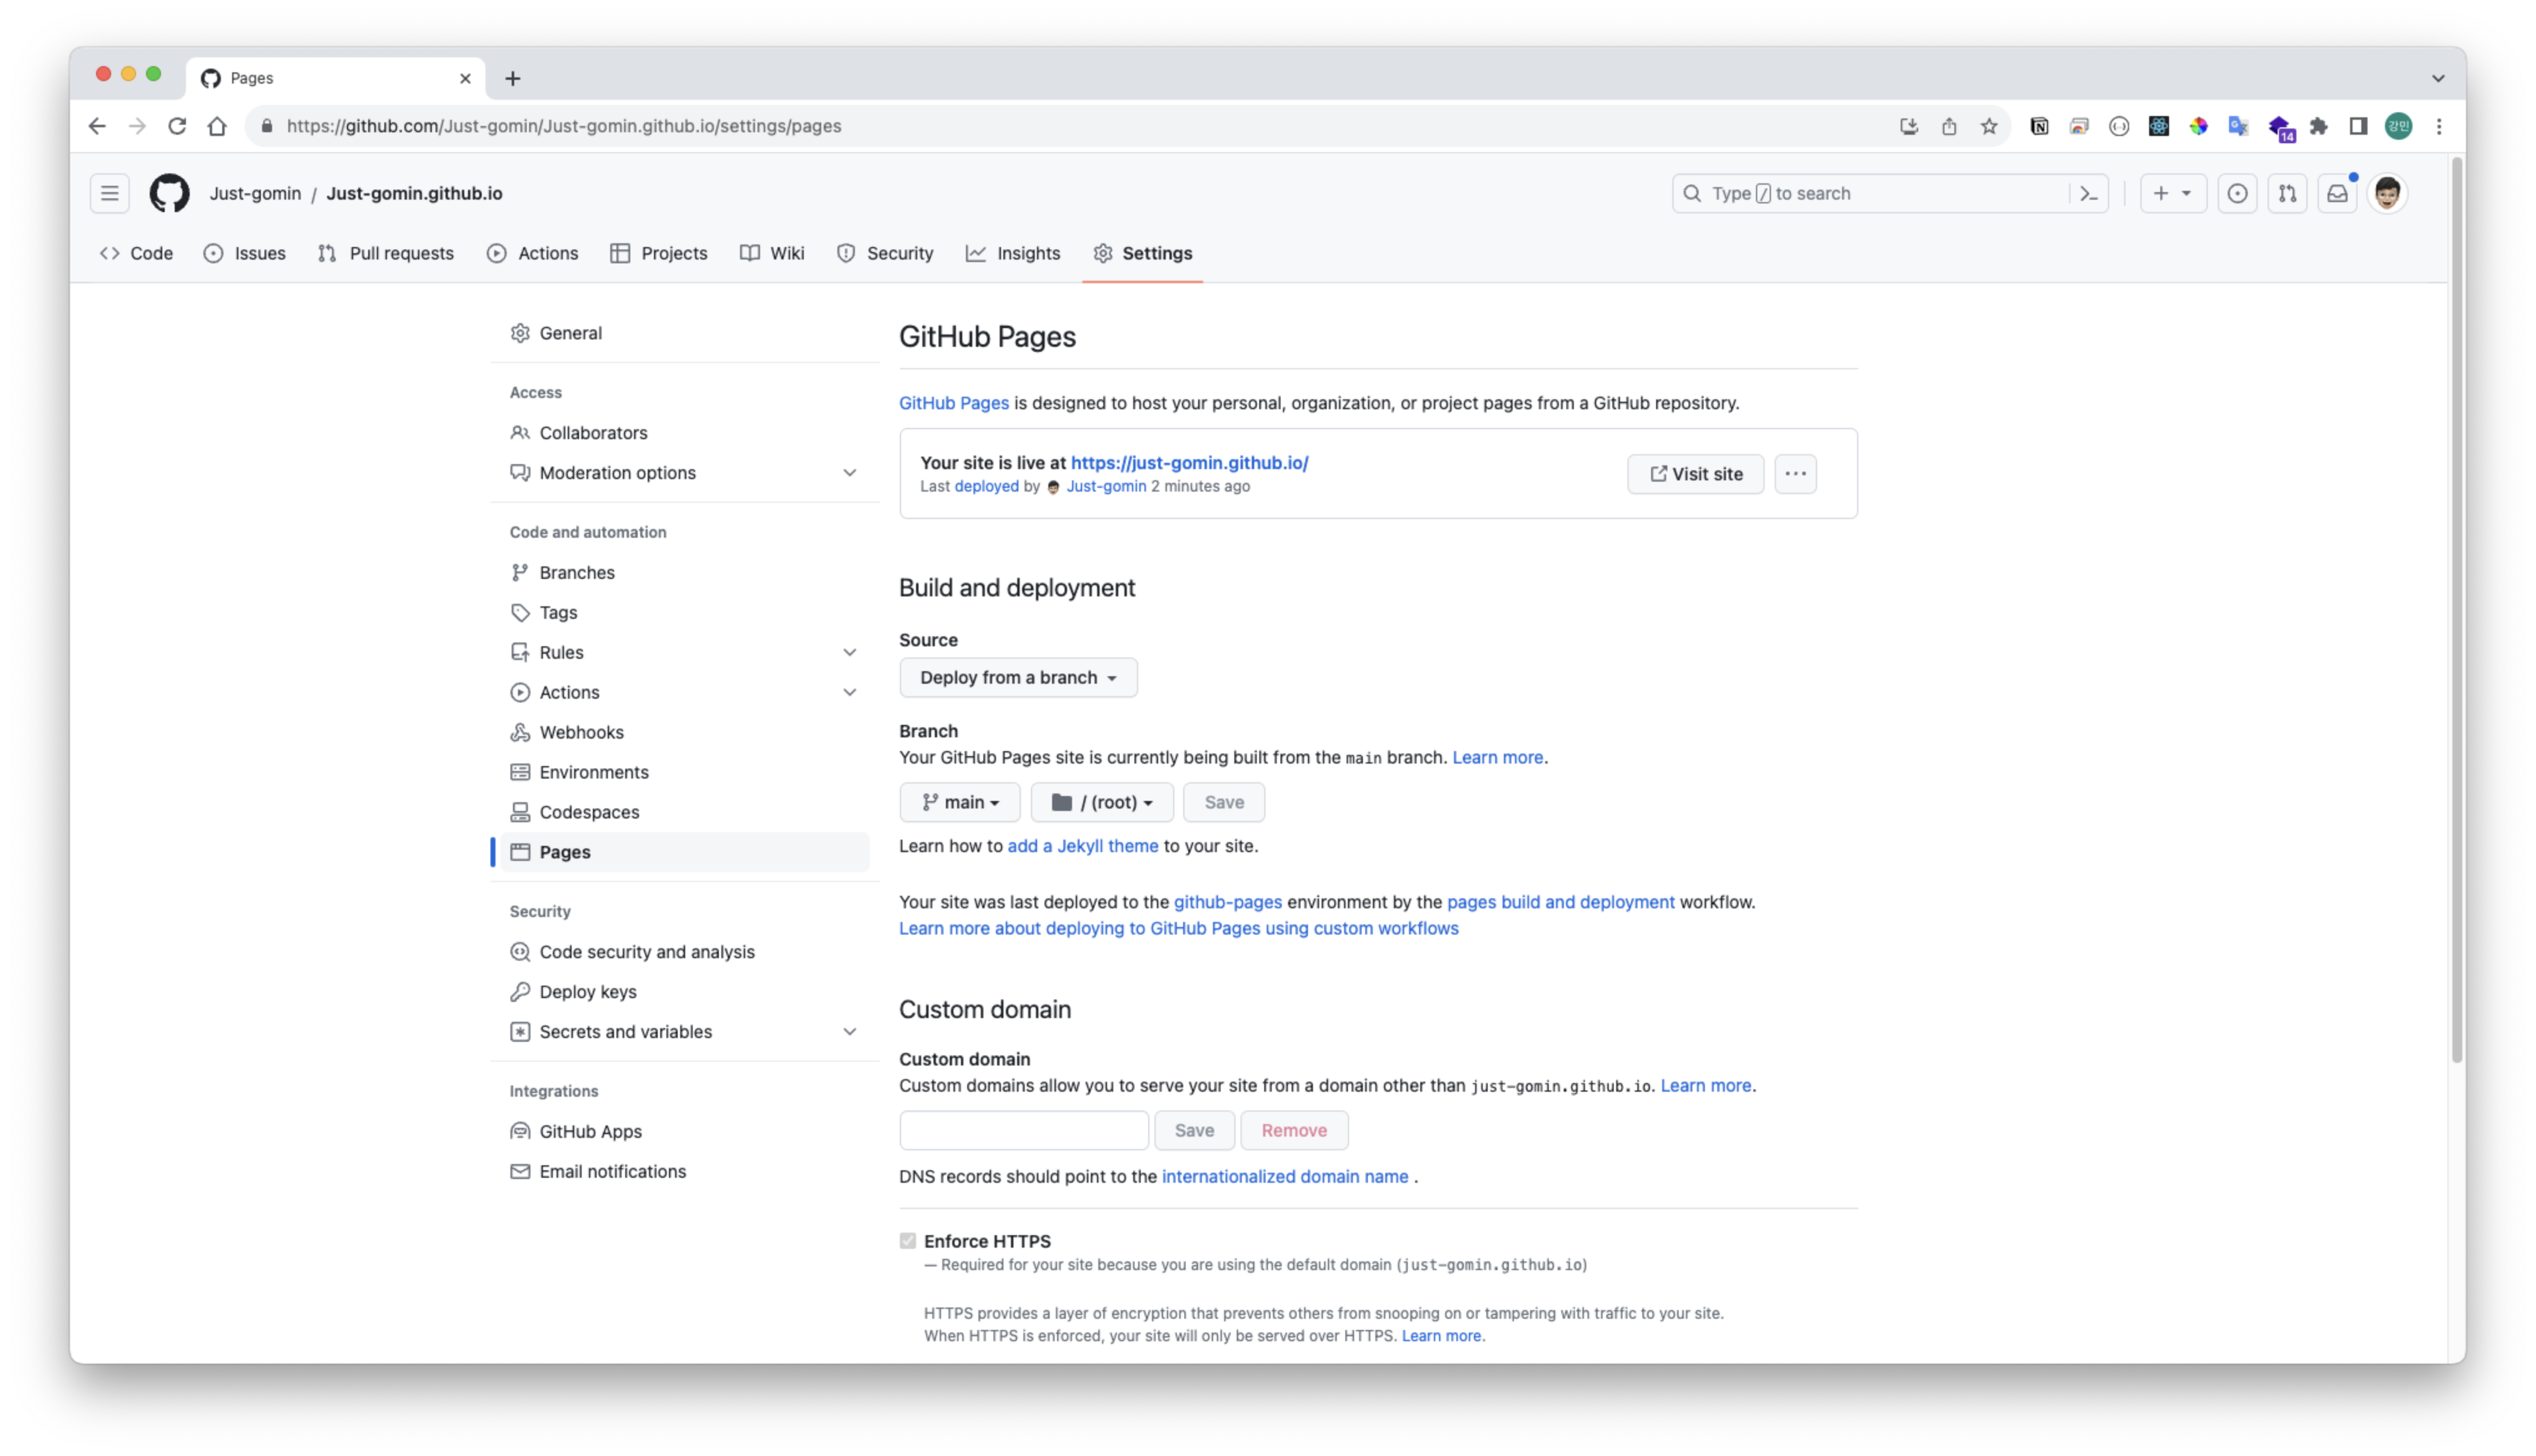 Pages
https://github.com/Just-gomin/Just-gomin.github.io/settings/pages
14
강민
Just-gomin / Just-gomin.github.io
Type / to search
Code Issues Pull requests Actions Projects Wiki Security Insights Settings
General
Access
Collaborators
Moderation options
Code and automation
Branches
Tags
Rules
Actions
Webhooks
Environments
Codespaces
Pages
Security
Code security and analysis
Deploy keys
Secrets and variables
Integrations
GitHub Apps
Email notifications
GitHub Pages
GitHub Pages is designed to host your personal, organization, or project pages from a GitHub repository.
Your site is live at https://just-gomin.github.io/
Last deployed by Just-gomin 2 minutes ago
Visit site
Build and deployment
Source
Deploy from a branch
Branch
Your GitHub Pages site is currently being built from the main branch. Learn more.
main / (root) Save
Learn how to add a Jekyll theme to your site.
Your site was last deployed to the github-pages environment by the pages build and deployment workflow.
Learn more about deploying to GitHub Pages using custom workflows
Custom domain
Custom domain
Custom domains allow you to serve your site from a domain other than just-gomin.github.io. Learn more.
Save Remove
DNS records should point to the internationalized domain name .
Enforce HTTPS
— Required for your site because you are using the default domain (just-gomin.github.io)
HTTPS provides a layer of encryption that prevents others from snooping on or tampering with traffic to your site.
When HTTPS is enforced, your site will only be served over HTTPS. Learn more.